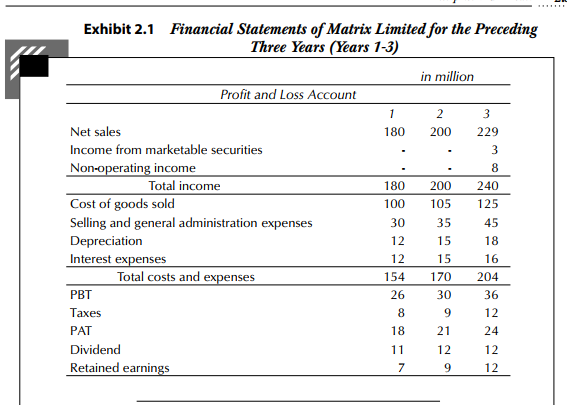 Exhibit 2.1 Financial Statements of Matrix Limited for the Preceding
Three Years (Years 1-3)
in million
Profit and Loss Account
1 2 3
Net sales 180 200 229
Income from marketable securities - - 3
Non-operating income - - 8
Total income 180 200 240
Cost of goods sold 100 105 125
Selling and general administration expenses 30 35 45
Depreciation 12 15 18
Interest expenses 12 15 16
Total costs and expenses 154 170 204
PBT 26 30 36
Taxes 8 9 12
PAT 18 21 24
Dividend 11 12 12
Retained earnings 7 9 12